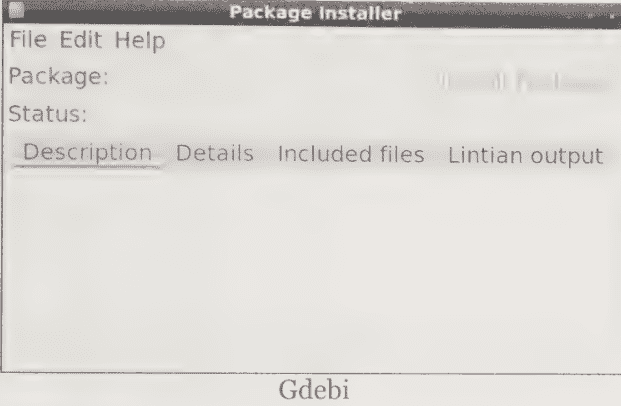 Package Installer
File Edit Help
Package:
Status:
Description Details Included files Lintian output
Gdebi